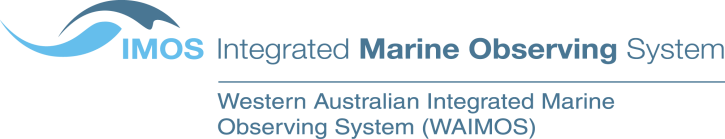 IMOS Integrated Marine Observing System
Western Australian Integrated Marine
Observing System (WAIMOS)